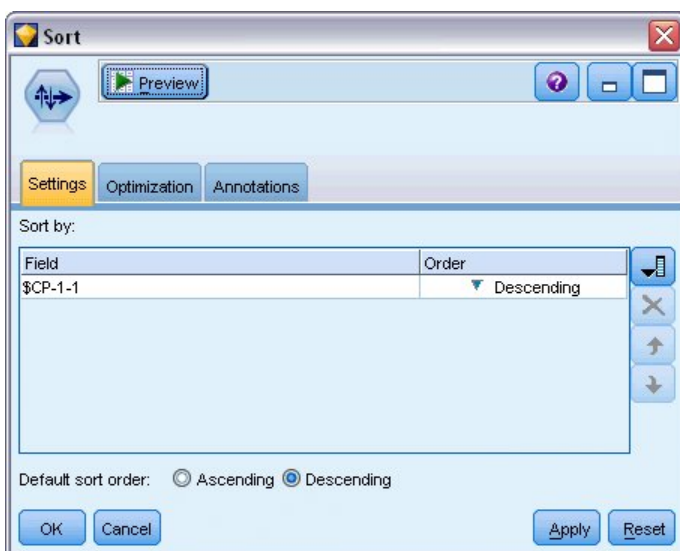 Sort
Preview
?
Settings Optimization Annotations
Sort by:
Field Order
$CP-1-1 Descending
Default sort order: Ascending Descending
OK Cancel Apply Reset